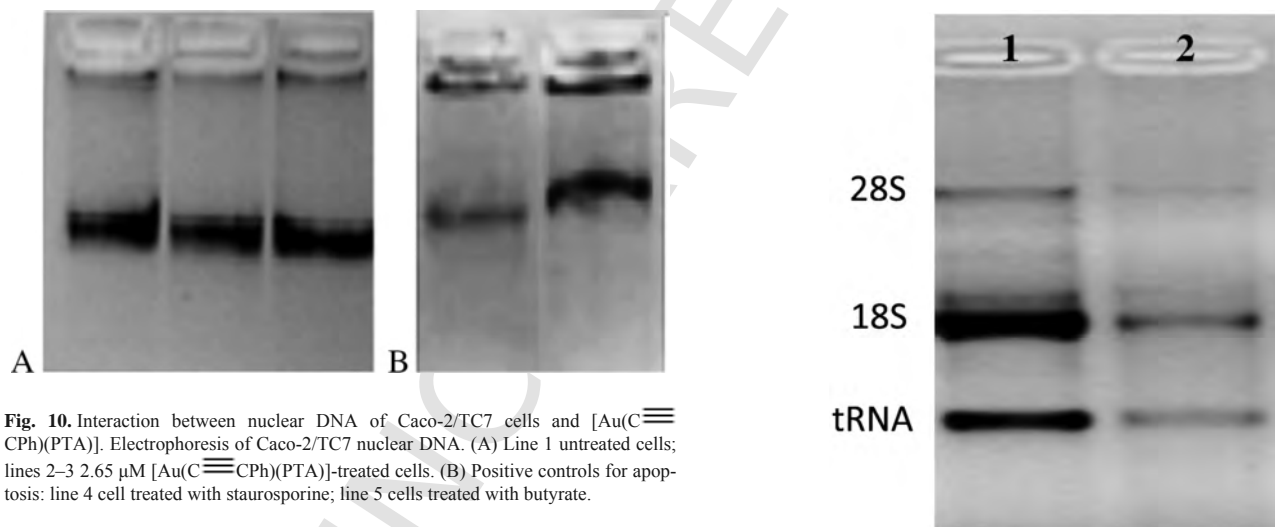 A
B
Fig. 10. Interaction between nuclear DNA of Caco-2/TC7 cells and [Au(C≡
CPh)(PTA)]. Electrophoresis of Caco-2/TC7 nuclear DNA. (A) Line 1 untreated cells;
lines 2–3 2.65 μM [Au(C≡CPh)(PTA)]-treated cells. (B) Positive controls for apop-
tosis: line 4 cell treated with staurosporine; line 5 cells treated with butyrate.
1 2
28S
18S
tRNA